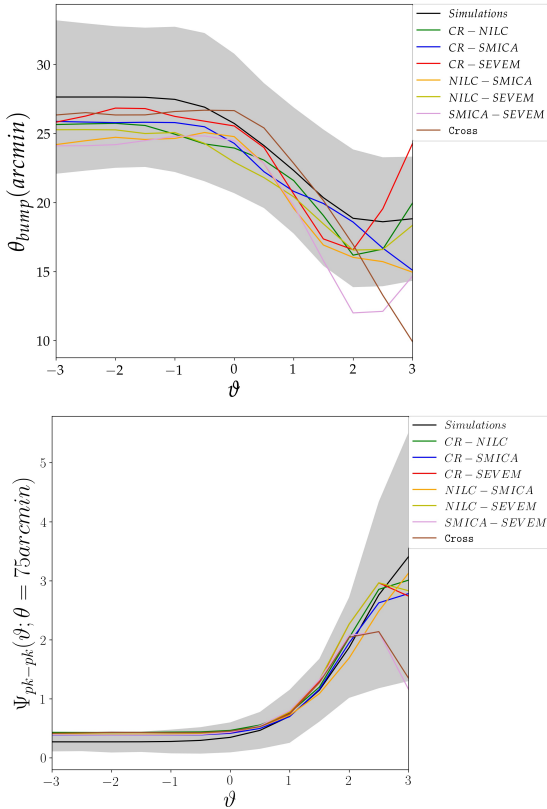 Simulations
CR − NILC
CR − SMICA
CR − SEVEM
NILC − SMICA
NILC − SEVEM
SMICA − SEVEM
Cross
θ_bump(arcmin)
30
25
20
15
10
−3 −2 −1 0 1 2 3
ϑ
Simulations
CR − NILC
CR − SMICA
CR − SEVEM
NILC − SMICA
NILC − SEVEM
SMICA − SEVEM
Cross
Ψ_pk−pk(ϑ; θ = 75arcmin)
5
4
3
2
1
0
−3 −2 −1 0 1 2 3
ϑ